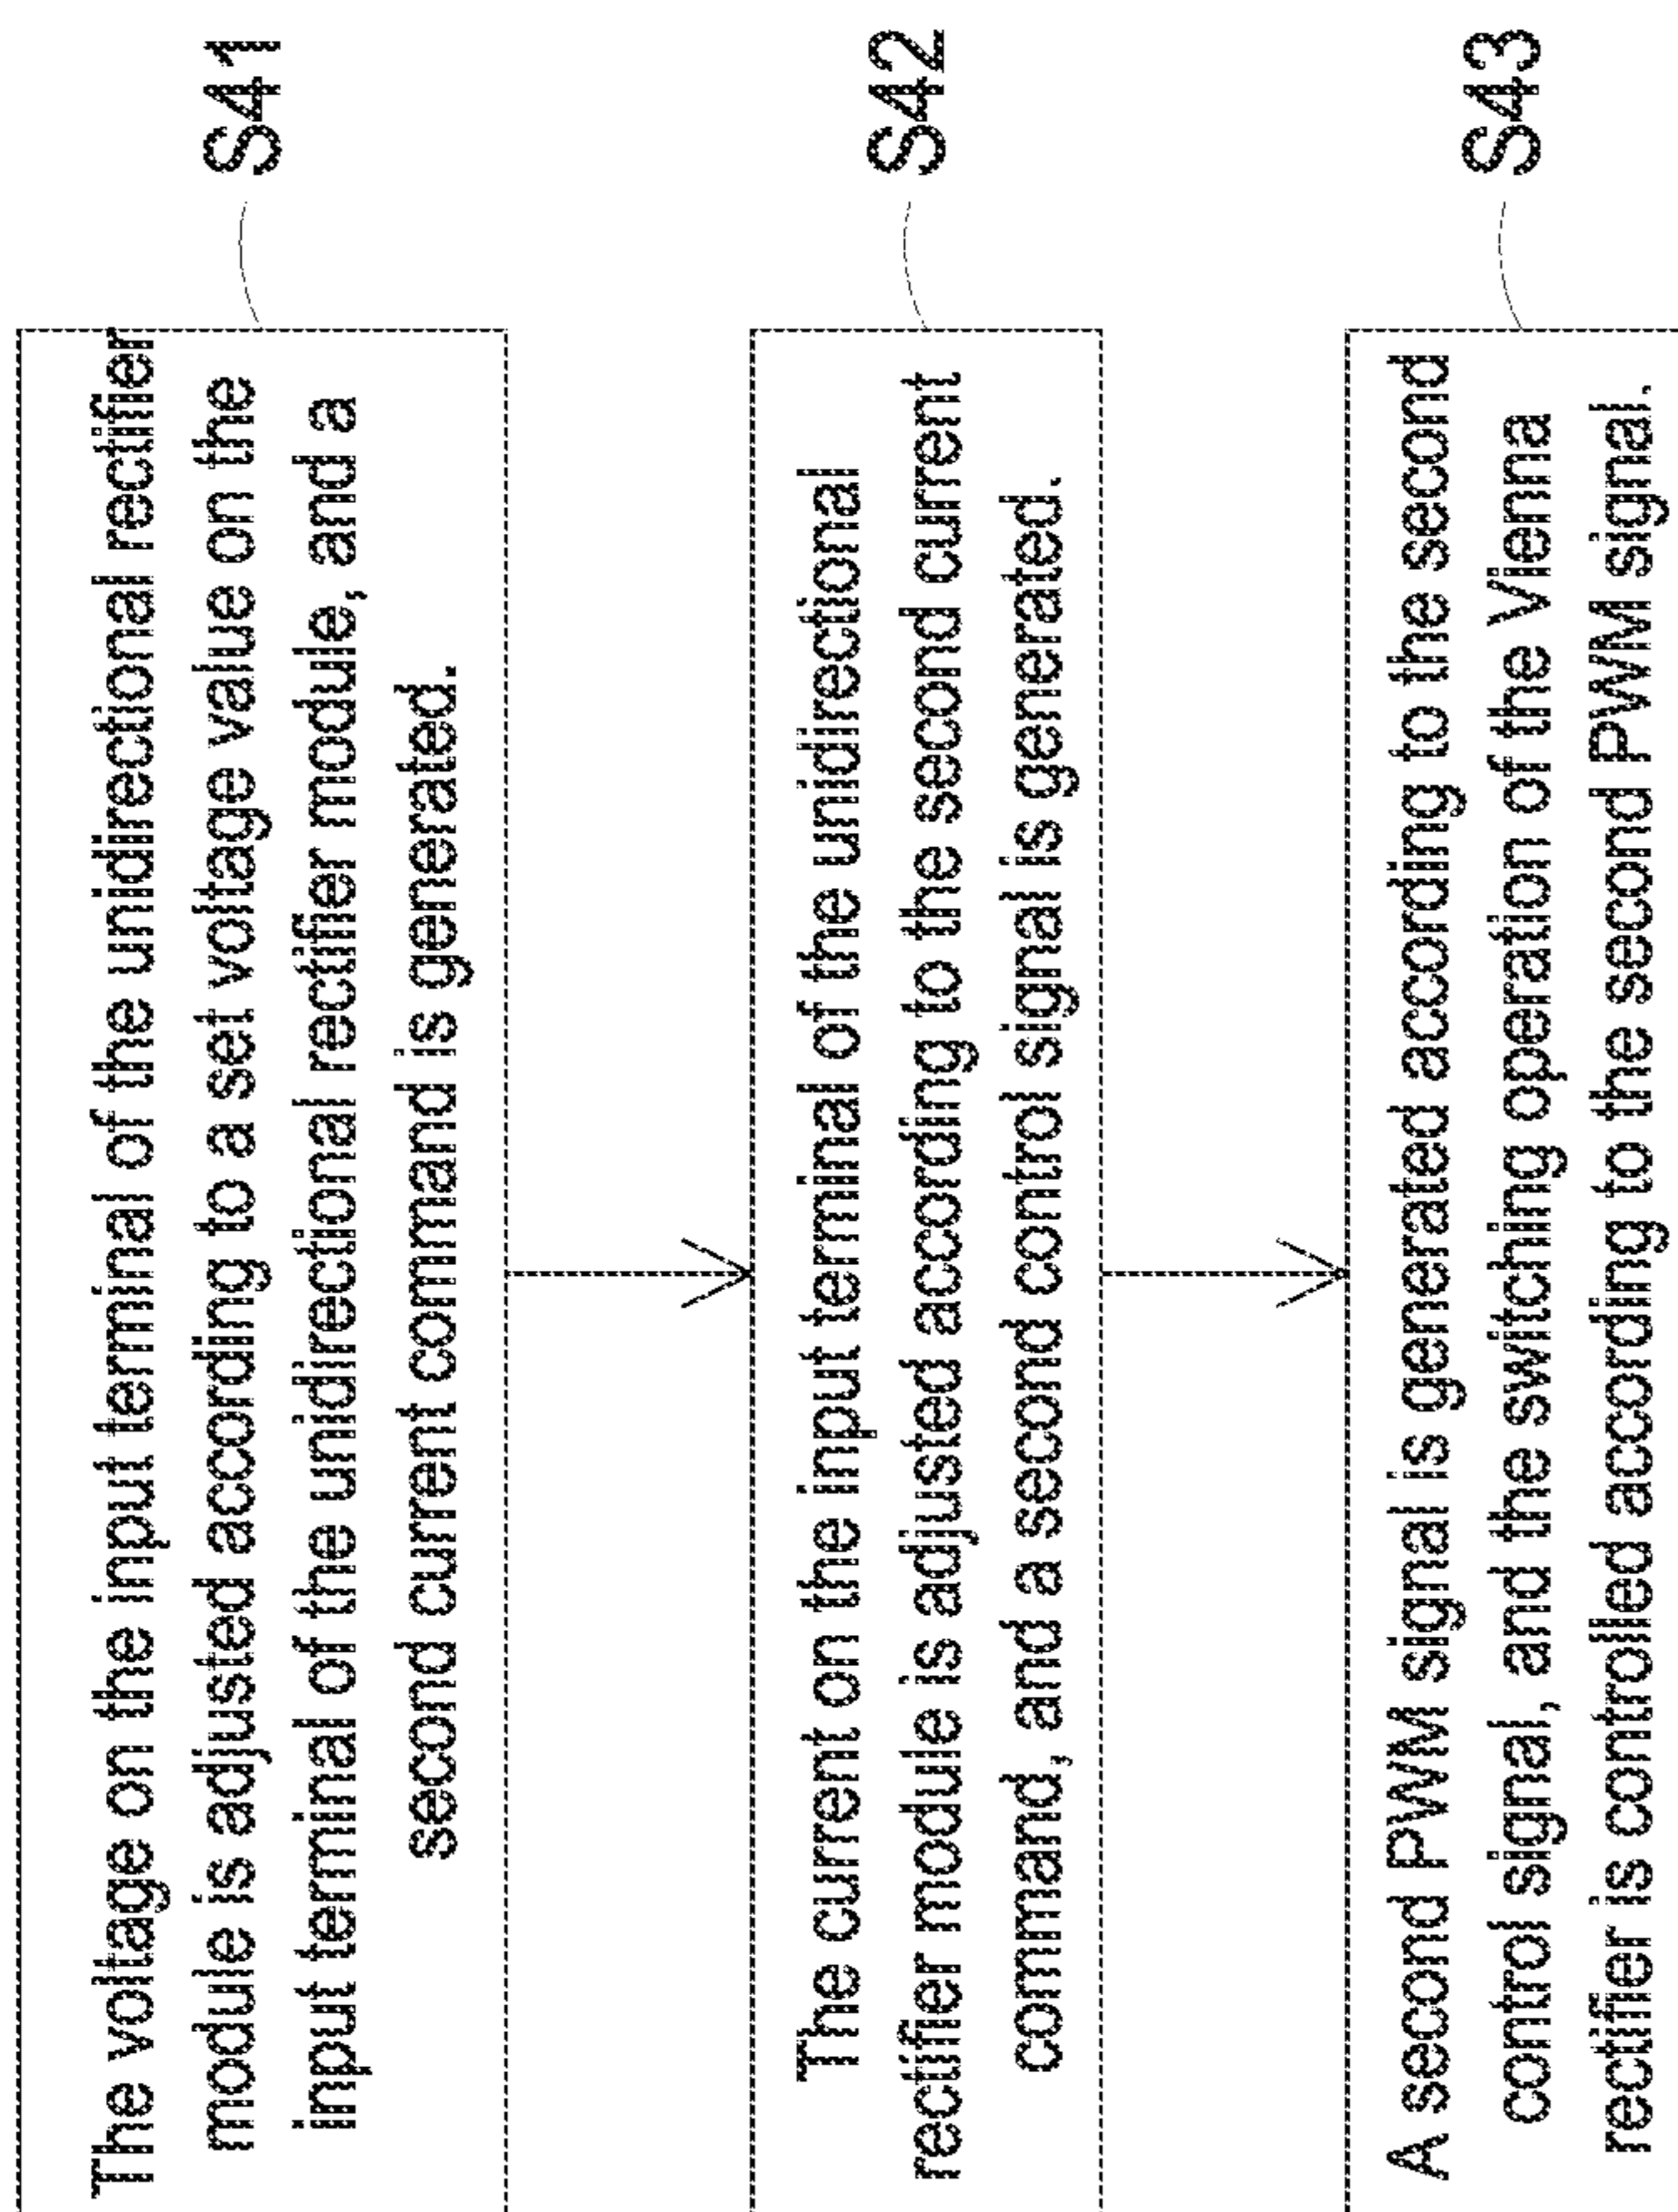 The voltage on the input terminal of the unidirectional rectifier
module is adjusted according to a set voltage value on the
input terminal of the unidirectional rectifier module, and a
second current command is generated.
S41
The current on the input terminal of the unidirectional
rectifier module is adjusted according to the second current
command, and a second control signal is generated.
S42
A second PWM signal is generated according to the second
control signal, and the switching operation of the Vienna
rectifier is controlled according to the second PWM signal.
S43